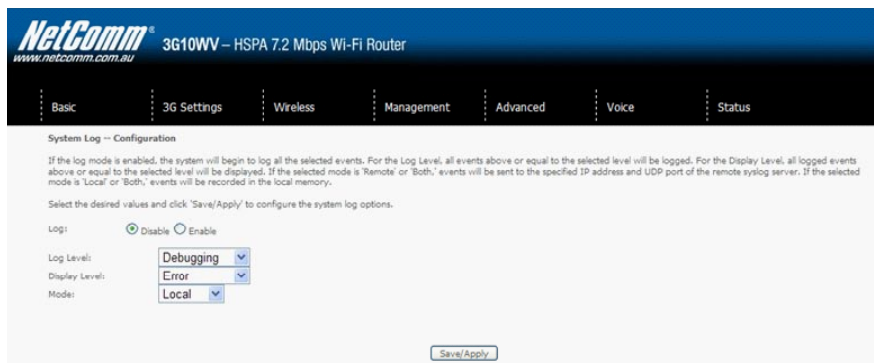 NetComm®
www.netcomm.com.au
3G10WV – HSPA 7.2 Mbps Wi-Fi Router
Basic
3G Settings
Wireless
Management
Advanced
Voice
Status
System Log -- Configuration
If the log mode is enabled, the system will begin to log all the selected events. For the Log Level, all events above or equal to the selected level will be logged. For the Display Level, all logged events
above or equal to the selected level will be displayed. If the selected mode is 'Remote' or 'Both,' events will be sent to the specified IP address and UDP port of the remote syslog server. If the selected
mode is 'Local' or 'Both,' events will be recorded in the local memory.
Select the desired values and click 'Save/Apply' to configure the system log options.
Log: Disable Enable
Log Level: Debugging
Display Level: Error
Mode: Local
Save/Apply